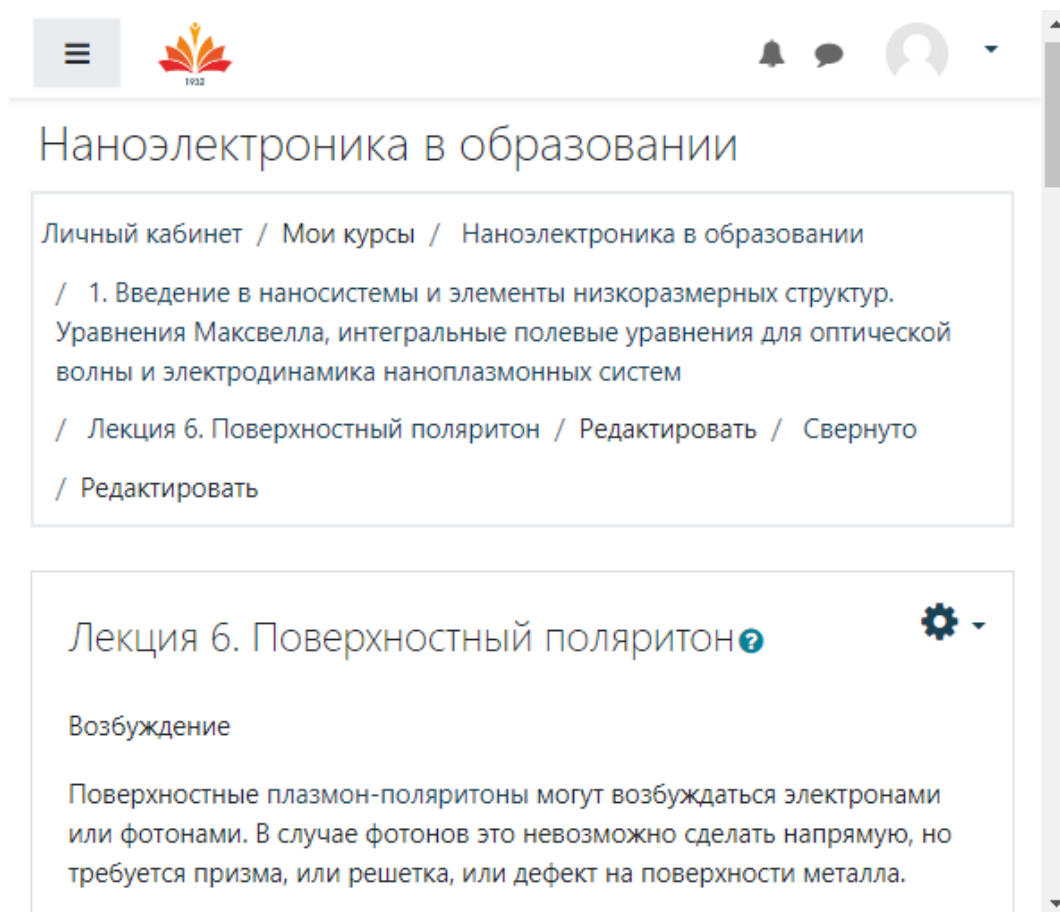 1932
Наноэлектроника в образовании
Личный кабинет / Мои курсы / Наноэлектроника в образовании
/ 1. Введение в наносистемы и элементы низкоразмерных структур.
Уравнения Максвелла, интегральные полевые уравнения для оптической
волны и электродинамика наноплазмонных систем
/ Лекция 6. Поверхностный поляритон / Редактировать / Свернуто
/ Редактировать
Лекция 6. Поверхностный поляритон
Возбуждение
Поверхностные плазмон-поляритоны могут возбуждаться электронами
или фотонами. В случае фотонов это невозможно сделать напрямую, но
требуется призма, или решетка, или дефект на поверхности металла.